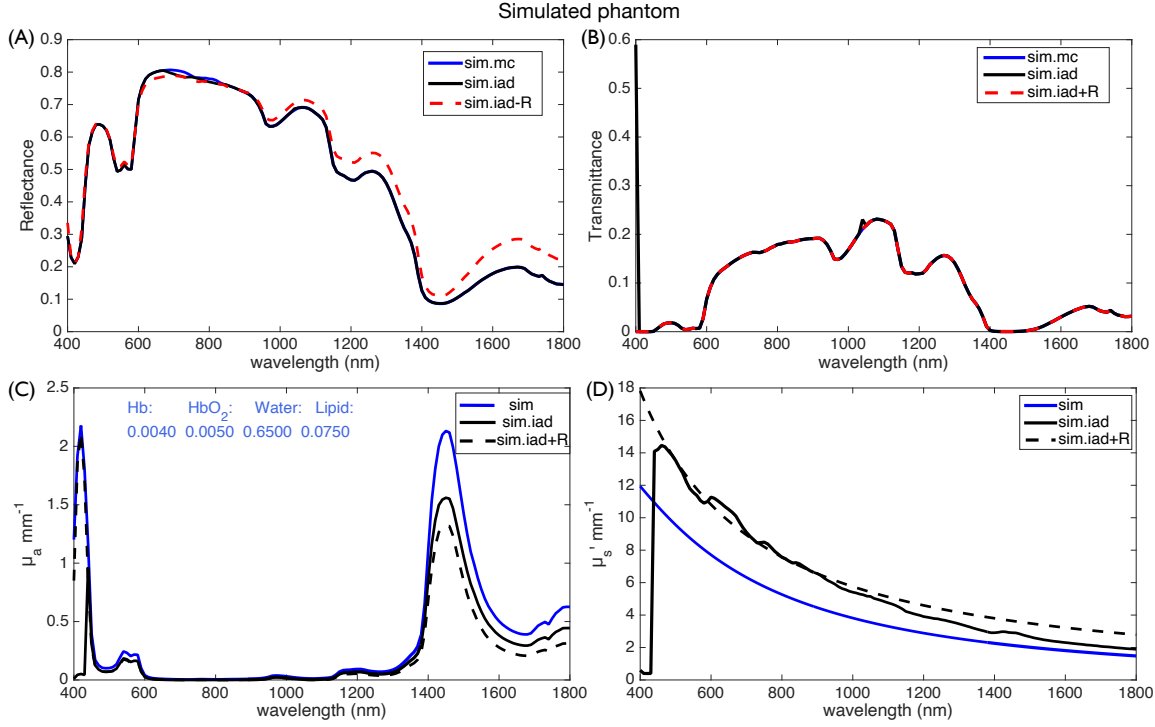 Simulated phantom
(A)
0.9
0.8
0.7
0.6
0.5
0.4
0.3
0.2
0.1
0
Reflectance
400 600 800 1000 1200 1400 1600 1800
wavelength (nm)
sim.mc
sim.iad
sim.iad-R
(B)
0.6
0.5
0.4
0.3
0.2
0.1
0
Transmittance
400 600 800 1000 1200 1400 1600 1800
wavelength (nm)
sim.mc
sim.iad
sim.iad+R
(C)
2.5
2
1.5
1
0.5
0
μa mm-1
400 600 800 1000 1200 1400 1600 1800
wavelength (nm)
Hb: HbO2: Water: Lipid:
0.0040 0.0050 0.6500 0.0750
sim
sim.iad
sim.iad+R
(D)
18
16
14
12
10
8
6
4
2
0
μs' mm-1
400 600 800 1000 1200 1400 1600 1800
wavelength (nm)
sim
sim.iad
sim.iad+R